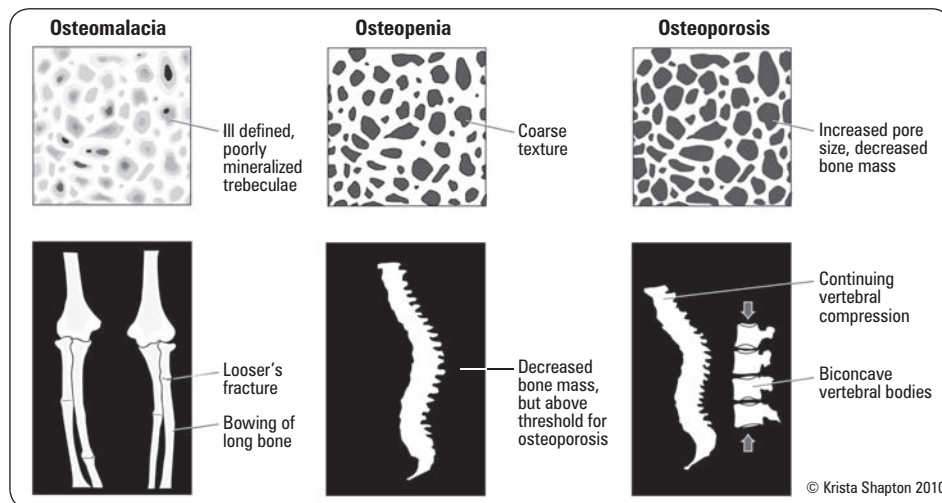 Osteomalacia
Ill defined,
poorly
mineralized
trebeculae
Looser's
fracture
Bowing of
long bone
Osteopenia
Coarse
texture
Decreased
bone mass,
but above
threshold for
osteoporosis
Osteoporosis
Increased pore
size, decreased
bone mass
Continuing
vertebral
compression
Biconcave
vertebral bodies
© Krista Shapton 2010